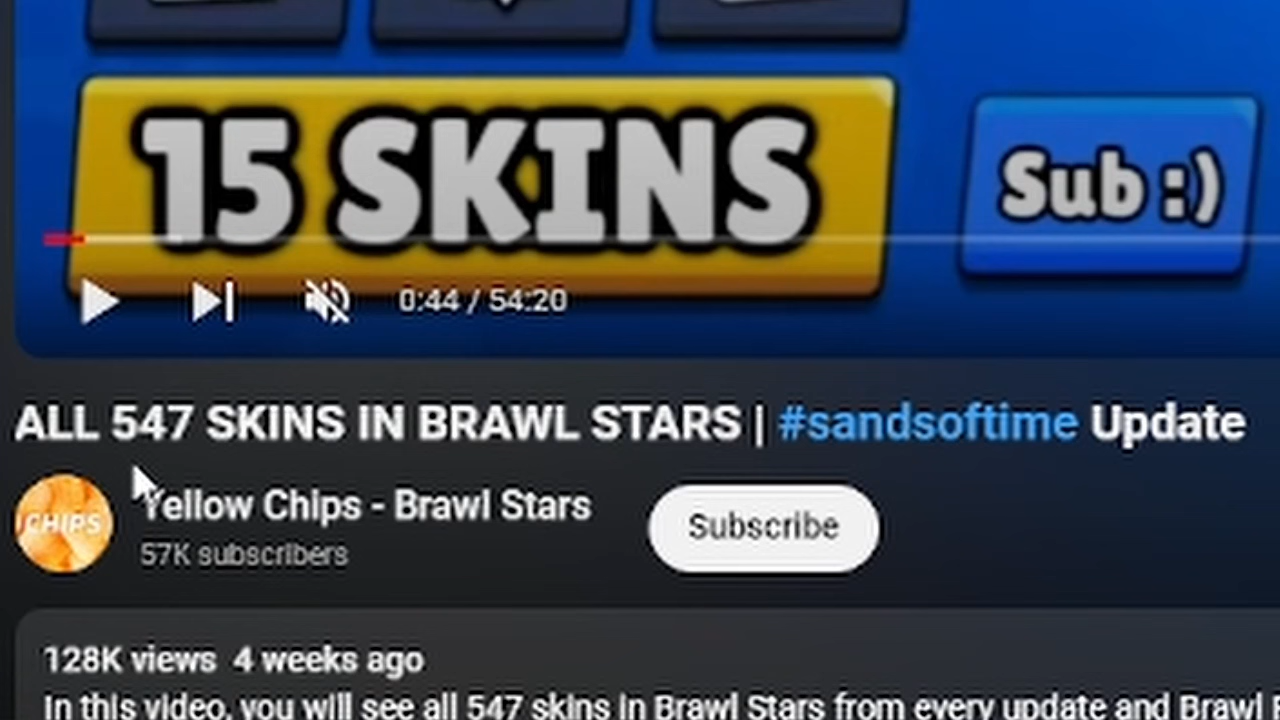 15 SKINS
Sub :)
0:44 / 54:20
ALL 547 SKINS IN BRAWL STARS | #sandsoftime Update
CHIPS
Yellow Chips - Brawl Stars
57K subscribers
Subscribe
128K views 4 weeks ago
In this video, you will see all 547 skins in Brawl Stars from every update and Brawl